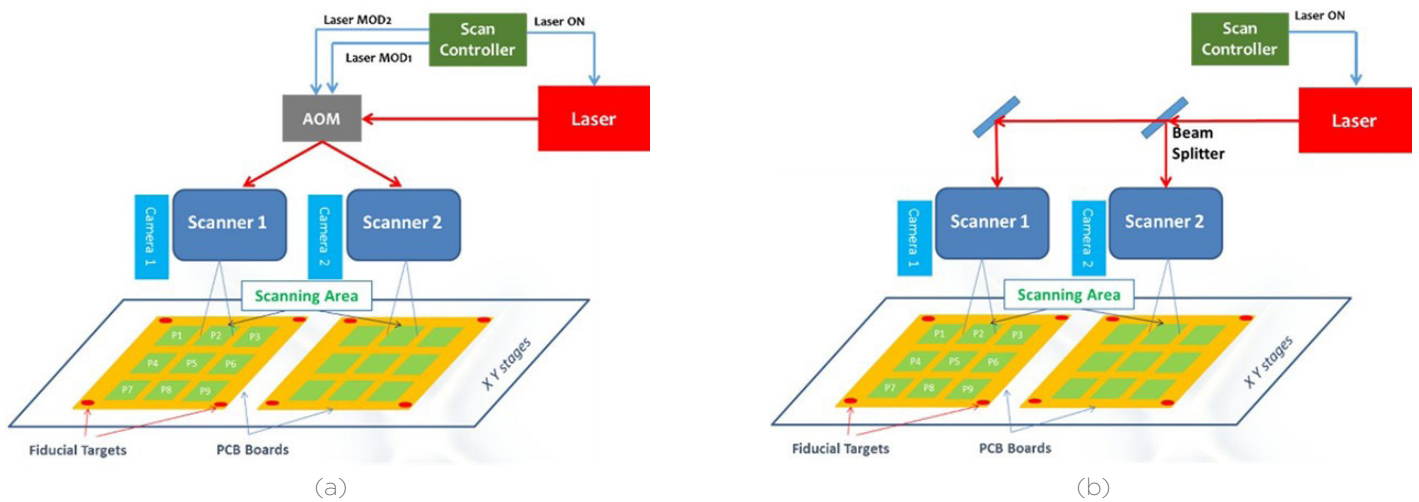 Laser MOD2
Laser ON
Scan
Controller
Laser MOD1
AOM
Laser
Camera 1
Scanner 1
Camera 2
Scanner 2
Scanning Area
P1 P2 P3
P4 P5 P6
P7 P8 P9
X Y stages
Fiducial Targets
PCB Boards
(a)
Laser ON
Scan
Controller
Laser
Beam
Splitter
Camera 1
Scanner 1
Camera 2
Scanner 2
Scanning Area
P1 P2 P3
P4 P5 P6
P7 P8 P9
X Y stages
Fiducial Targets
PCB Boards
(b)